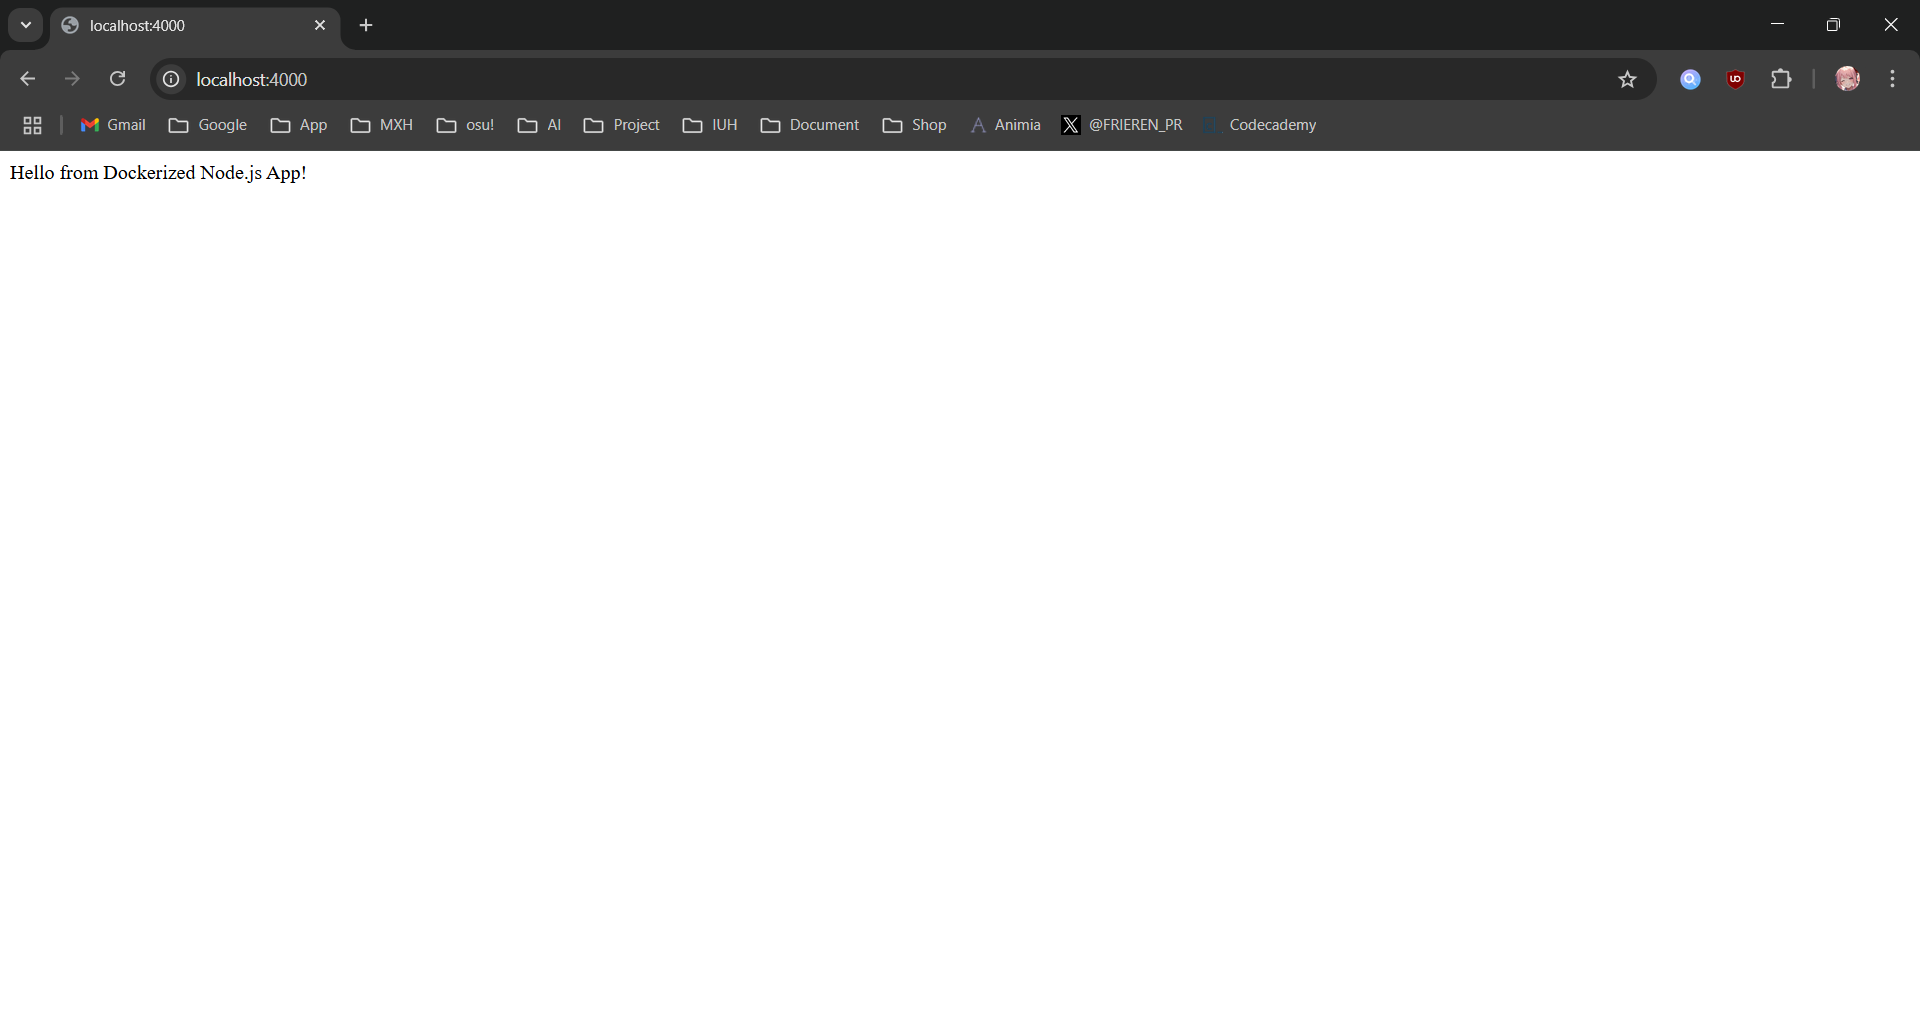 localhost:4000
localhost:4000
Gmail Google App MXH osu! AI Project IUH Document Shop Animia @FRIEREN_PR Codecademy
Hello from Dockerized Node.js App!